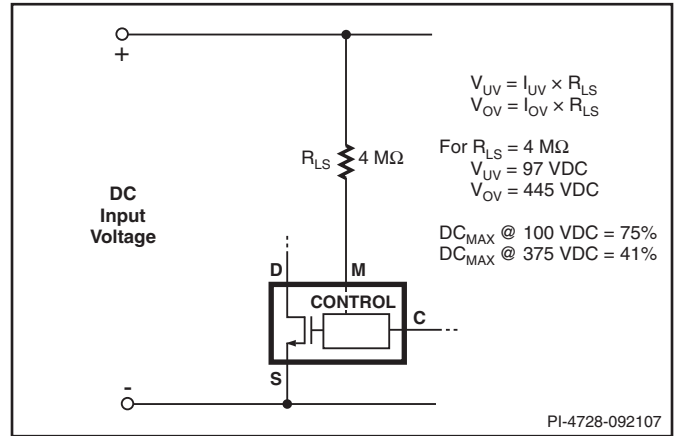 +
V_UV = I_UV × R_LS
V_OV = I_OV × R_LS
For R_LS = 4 MΩ
V_UV = 97 VDC
V_OV = 445 VDC
DC_MAX @ 100 VDC = 75%
DC_MAX @ 375 VDC = 41%
R_LS 4 MΩ
DC
Input
Voltage
D M
CONTROL
C
S
-
PI-4728-092107